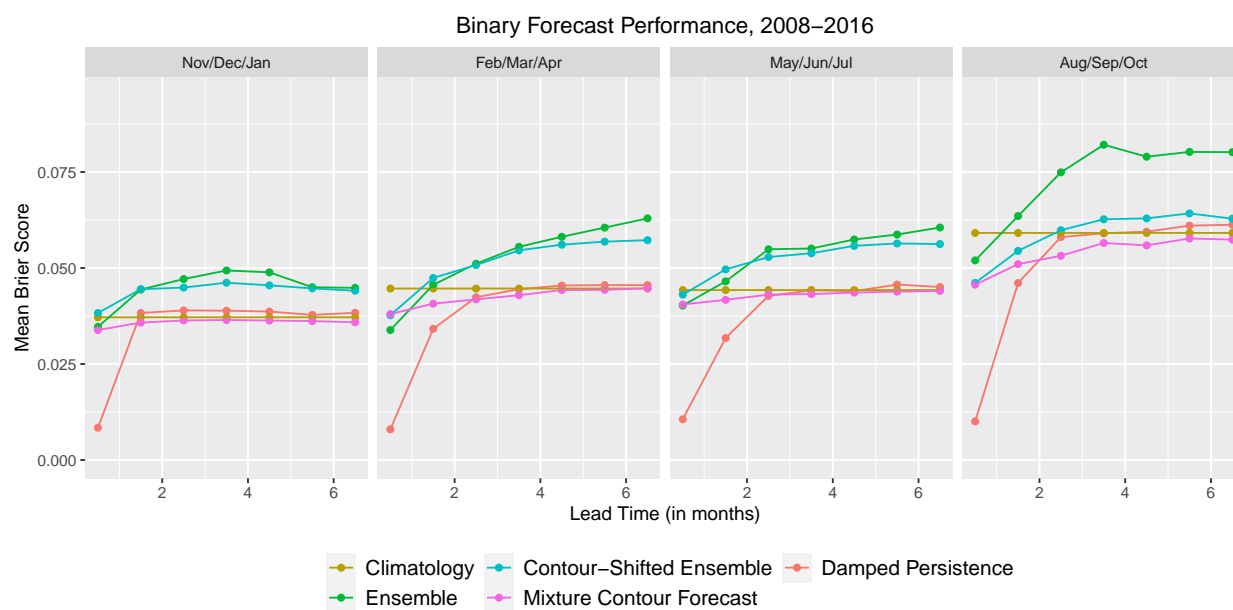 Binary Forecast Performance, 2008–2016
Nov/Dec/Jan
Feb/Mar/Apr
May/Jun/Jul
Aug/Sep/Oct
Mean Brier Score
0.075
0.050
0.025
0.000
2 4 6
2 4 6
2 4 6
2 4 6
Lead Time (in months)
Climatology
Contour–Shifted Ensemble
Damped Persistence
Ensemble
Mixture Contour Forecast